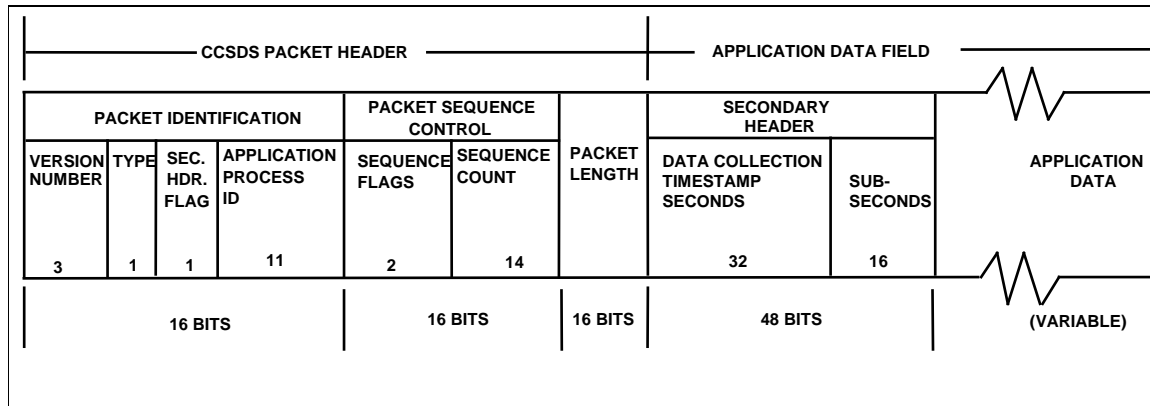 CCSDS PACKET HEADER
APPLICATION DATA FIELD
PACKET IDENTIFICATION
PACKET SEQUENCE
CONTROL
PACKET
LENGTH
SECONDARY
HEADER
VERSION
NUMBER
TYPE
SEC.
HDR.
FLAG
APPLICATION
PROCESS
ID
SEQUENCE
FLAGS
SEQUENCE
COUNT
DATA COLLECTION
TIMESTAMP
SECONDS
SUB-
SECONDS
APPLICATION
DATA
3
1
1
11
2
14
32
16
16 BITS
16 BITS
16 BITS
48 BITS
(VARIABLE)